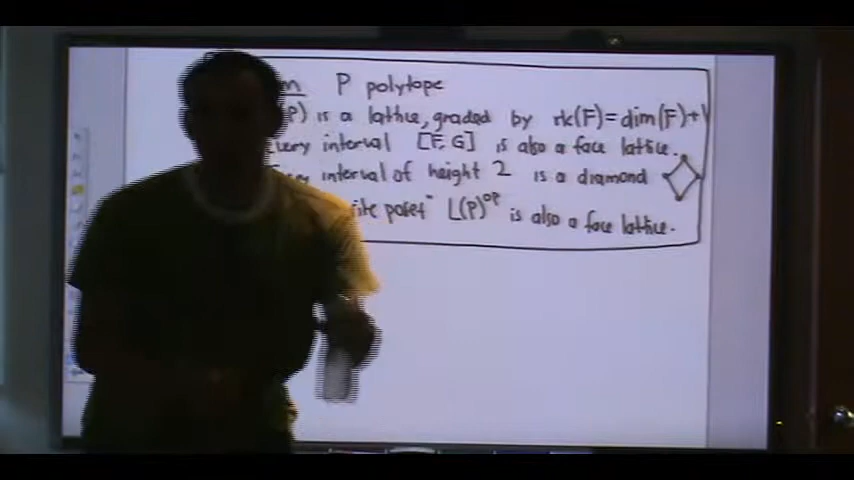 P polytope
P) is a lattice, graded by rk(F)=dim(F)+1
every interval [F,G] is also a face lattice.
interval of height 2 is a diamond
poset" L(P)^op is also a face lattice.